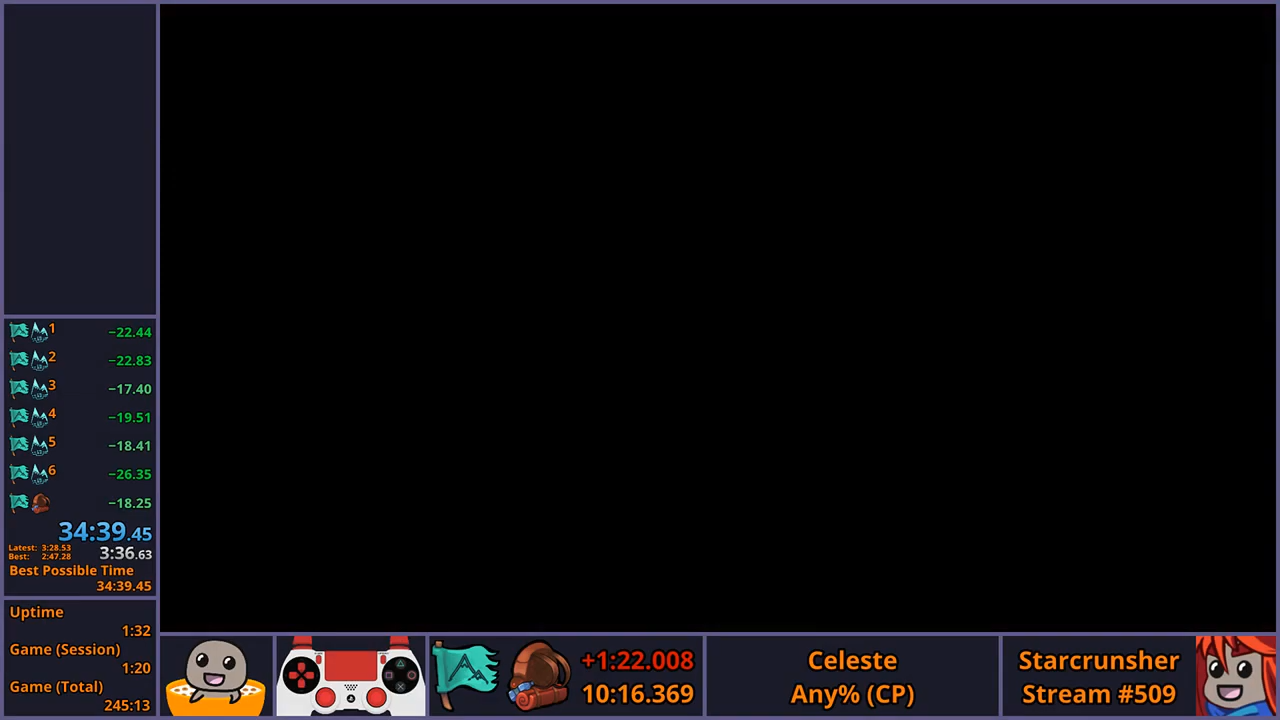 1 −22.44
2 −22.83
3 −17.40
4 −19.51
5 −18.41
6 −26.35
−18.25
34:39.45
Latest: 3:28.53
Best: 2:47.28
3:36.63
Best Possible Time
34:39.45
Uptime
1:32
Game (Session)
1:20
Game (Total)
245:13
+1:22.008
10:16.369
Celeste
Any% (CP)
Starcrunsher
Stream #509